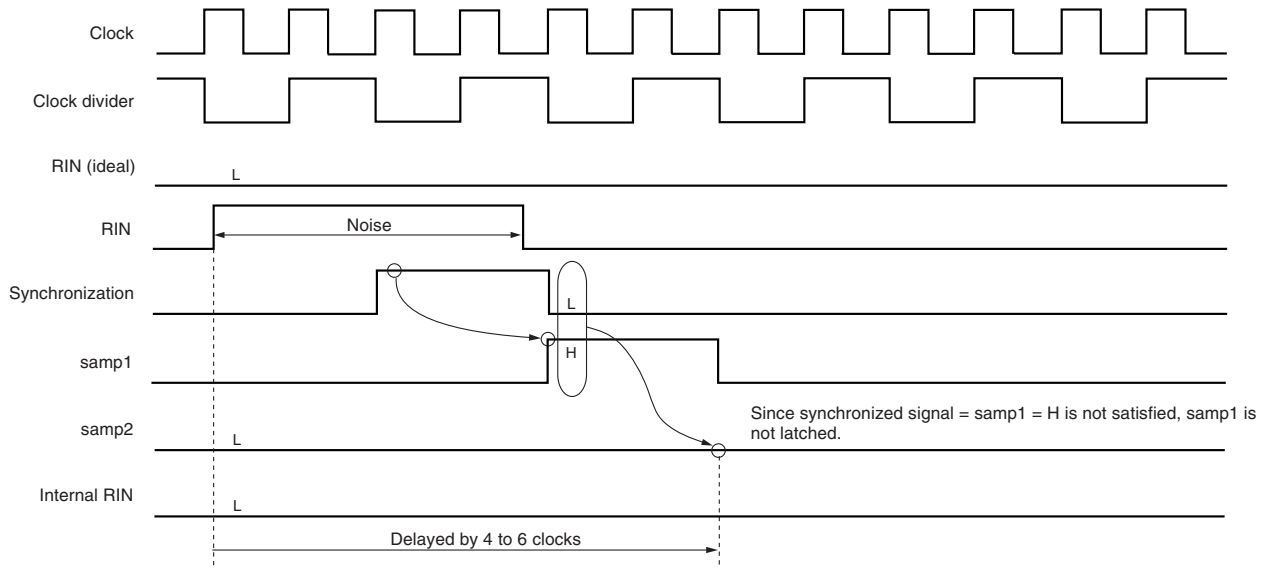 Clock
Clock divider
RIN (ideal)
L
RIN
Noise
Synchronization
L
samp1
H
Since synchronized signal = samp1 = H is not satisfied, samp1 is
not latched.
samp2
L
Internal RIN
L
Delayed by 4 to 6 clocks